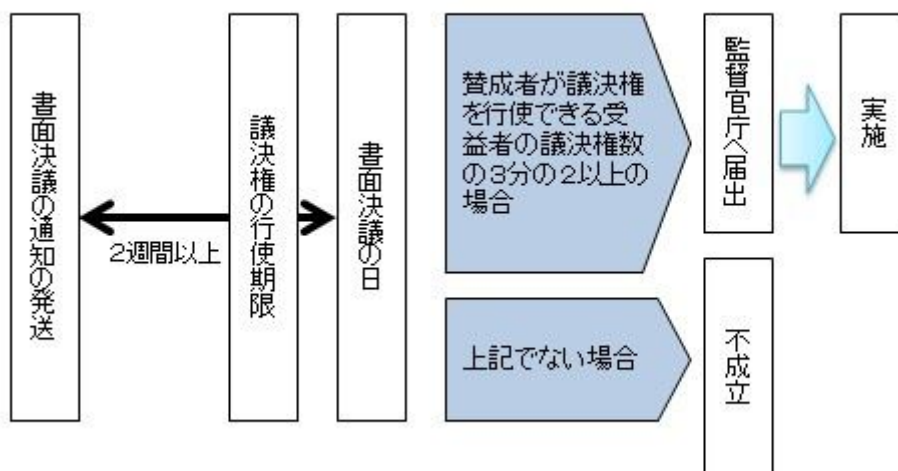 書面決議の通知の発送
2週間以上
議決権の行使期限
書面決議の日
賛成者が議決権
を行使できる受
益者の議決権数
の3分の2以上の
場合
監督官庁へ届出
実施
上記でない場合
不成立